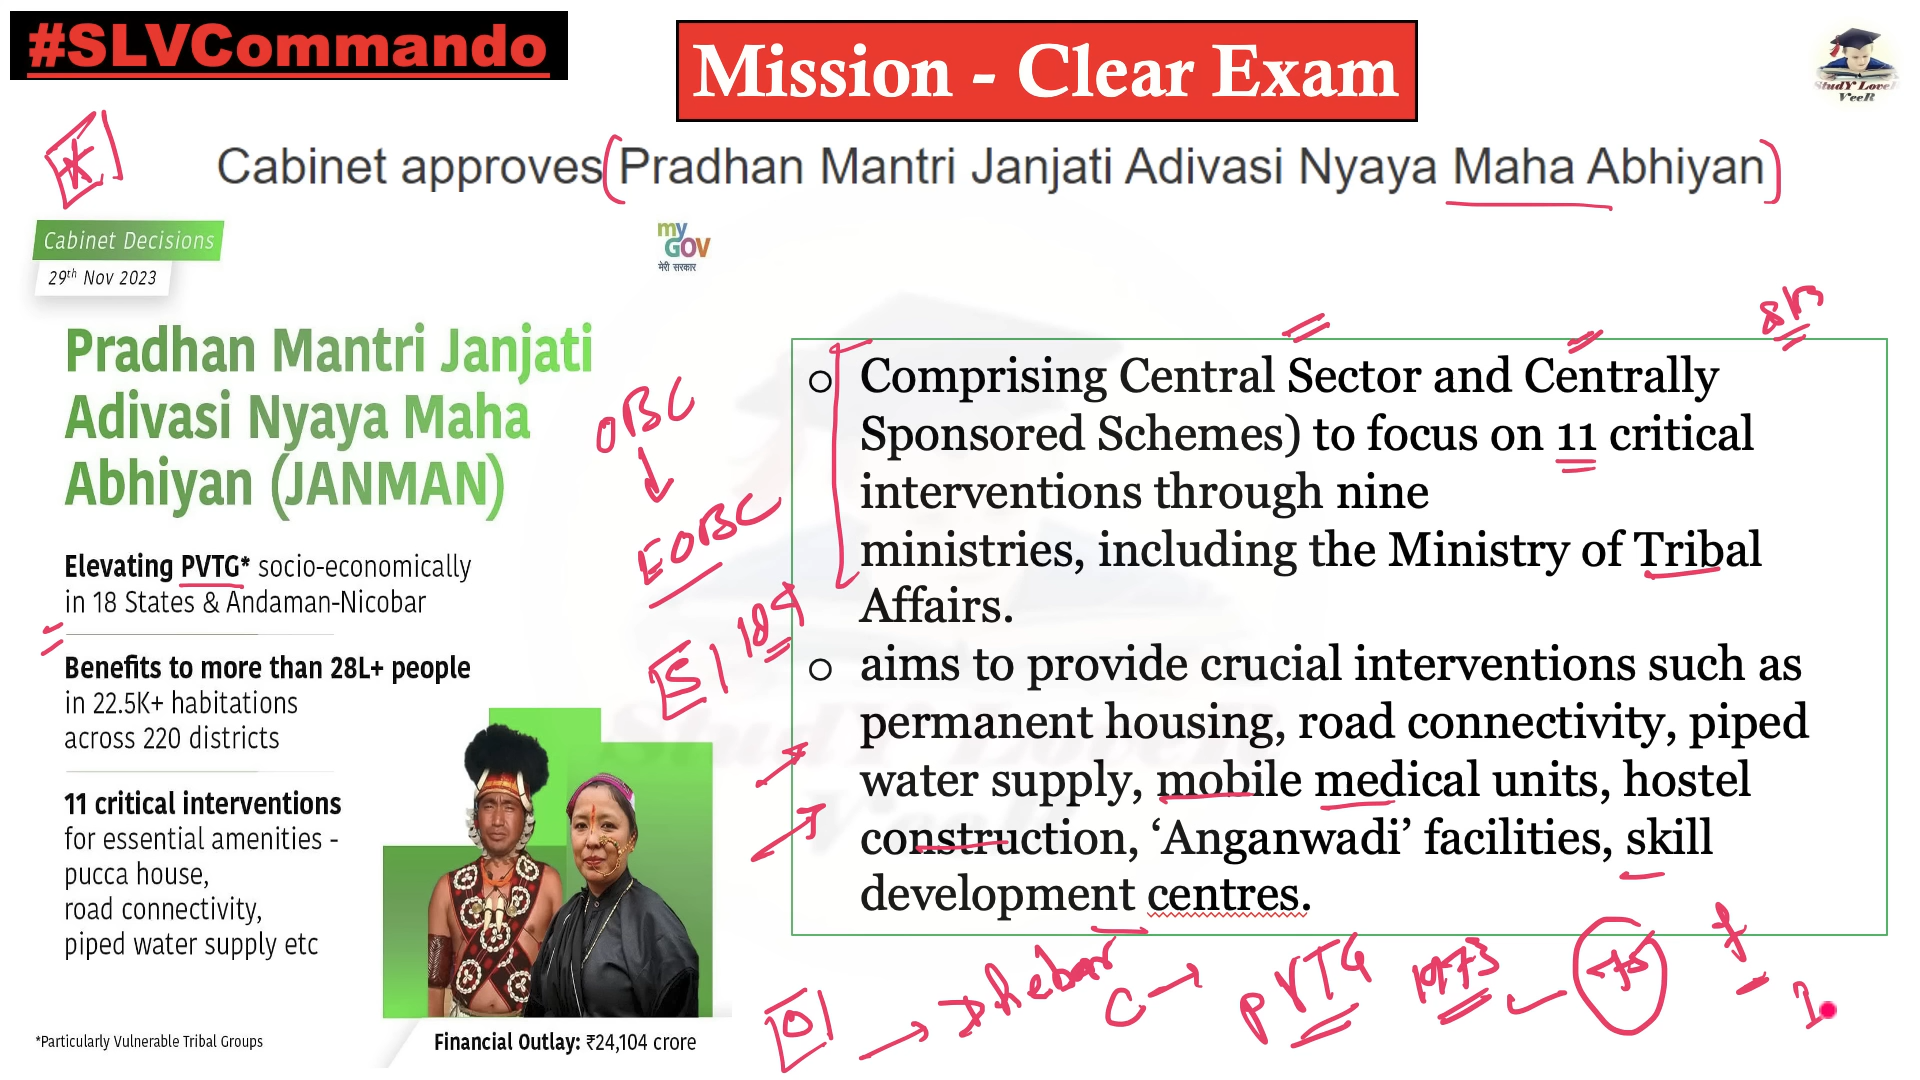 #SLVCommando
Mission - Clear Exam
StudY LoveR
VeeR
Cabinet approves (Pradhan Mantri Janjati Adivasi Nyaya Maha Abhiyan)
Cabinet Decisions
29th Nov 2023
my
GOV
मेरी सरकार
Pradhan Mantri Janjati
Adivasi Nyaya Maha
Abhiyan (JANMAN)
Elevating PVTG* socio-economically
in 18 States & Andaman-Nicobar
Benefits to more than 28L+ people
in 22.5K+ habitations
across 220 districts
11 critical interventions
for essential amenities -
pucca house,
road connectivity,
piped water supply etc
*Particularly Vulnerable Tribal Groups
Financial Outlay: ₹24,104 crore
OBC
EOBC
Comprising Central Sector and Centrally
Sponsored Schemes) to focus on 11 critical
interventions through nine
ministries, including the Ministry of Tribal
Affairs.
aims to provide crucial interventions such as
permanent housing, road connectivity, piped
water supply, mobile medical units, hostel
construction, ‘Anganwadi’ facilities, skill
development centres.
Dhebar
C
PVTG
1973
75